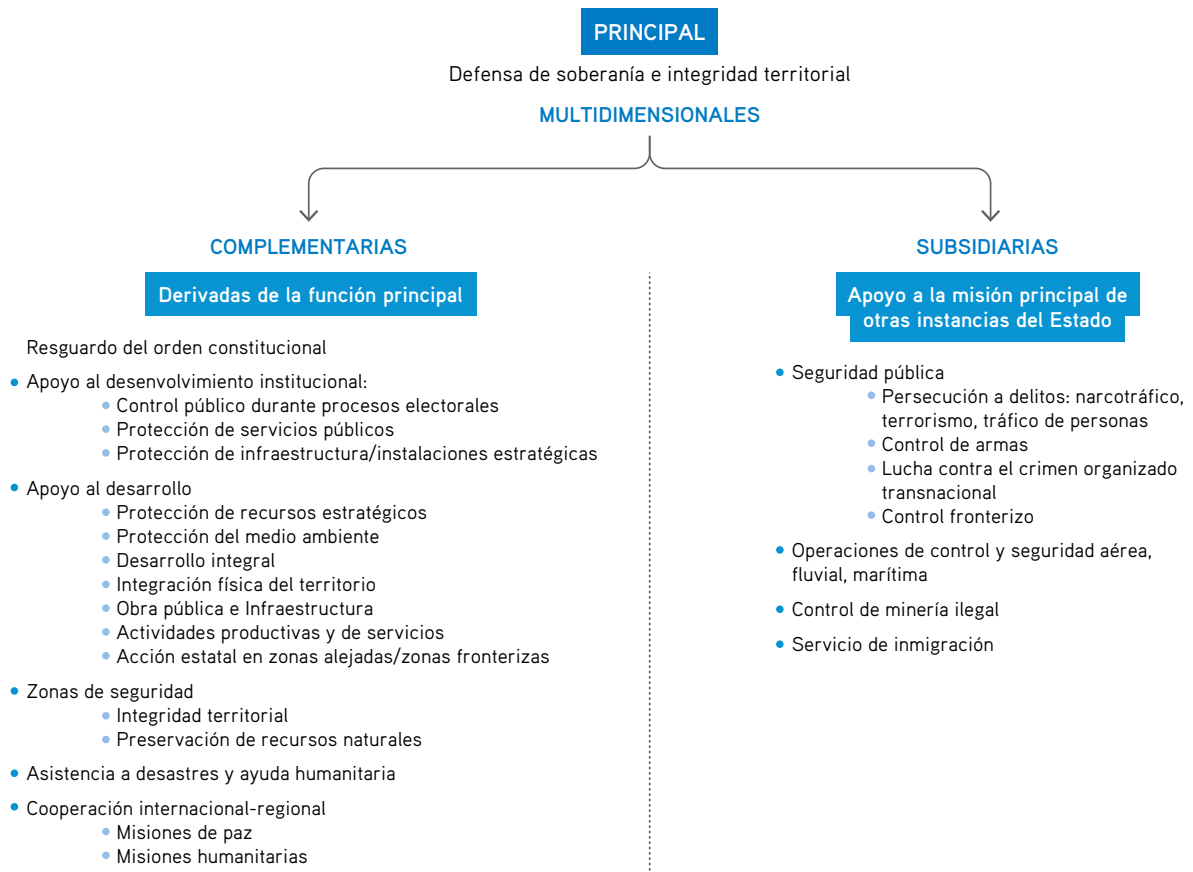 PRINCIPAL
Defensa de soberanía e integridad territorial
MULTIDIMENSIONALES
COMPLEMENTARIAS
Derivadas de la función principal
Resguardo del orden constitucional
• Apoyo al desenvolvimiento institucional:
• Control público durante procesos electorales
• Protección de servicios públicos
• Protección de infraestructura/instalaciones estratégicas
• Apoyo al desarrollo
• Protección de recursos estratégicos
• Protección del medio ambiente
• Desarrollo integral
• Integración física del territorio
• Obra pública e Infraestructura
• Actividades productivas y de servicios
• Acción estatal en zonas alejadas/zonas fronterizas
• Zonas de seguridad
• Integridad territorial
• Preservación de recursos naturales
• Asistencia a desastres y ayuda humanitaria
• Cooperación internacional-regional
• Misiones de paz
• Misiones humanitarias
SUBSIDIARIAS
Apoyo a la misión principal de
otras instancias del Estado
• Seguridad pública
• Persecución a delitos: narcotráfico,
terrorismo, tráfico de personas
• Control de armas
• Lucha contra el crimen organizado
transnacional
• Control fronterizo
• Operaciones de control y seguridad aérea,
fluvial, marítima
• Control de minería ilegal
• Servicio de inmigración